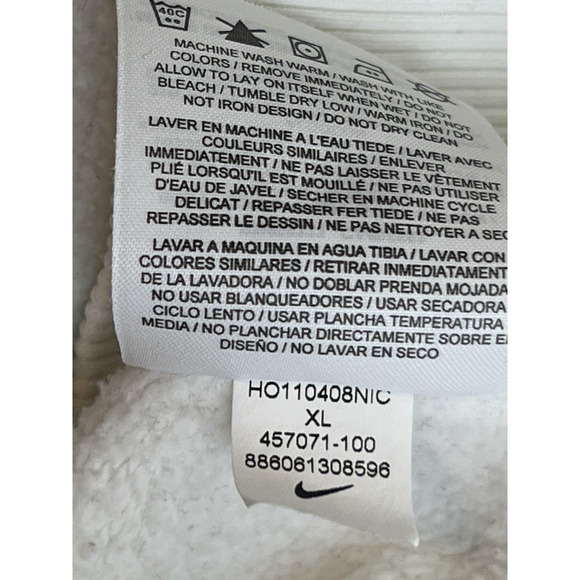 40C
MACHINE WASH WARM / WASH WITH LIKE
COLORS / REMOVE IMMEDIATELY / DO NOT
ALLOW TO LAY ON ITSELF WHEN WET / DO NOT
BLEACH / TUMBLE DRY LOW / WARM IRON / DO
NOT IRON DESIGN / DO NOT DRY CLEAN
LAVER EN MACHINE A L'EAU TIEDE / LAVER AVEC
COULEURS SIMILAIRES / ENLEVER
IMMEDIATEMENT / NE PAS LAISSER LE VÊTEMENT
PLIÉ LORSQU'IL EST MOUILLÉ / NE PAS UTILISER
D'EAU DE JAVEL / SECHER EN MACHINE CYCLE
DELICAT / REPASSER FER TIEDE / NE PAS
REPASSER LE DESSIN / NE PAS NETTOYER A SEC
LAVAR A MAQUINA EN AGUA TIBIA / LAVAR CON
COLORES SIMILARES / RETIRAR INMEDIATAMENT
DE LA LAVADORA / NO DOBLAR PRENDA MOJADA
NO USAR BLANQUEADORES / USAR SECADORA
CICLO LENTO / USAR PLANCHA TEMPERATURA
MEDIA / NO PLANCHAR DIRECTAMENTE SOBRE E
DISEÑO / NO LAVAR EN SECO
HO110408NIC
XL
457071-100
886061308596